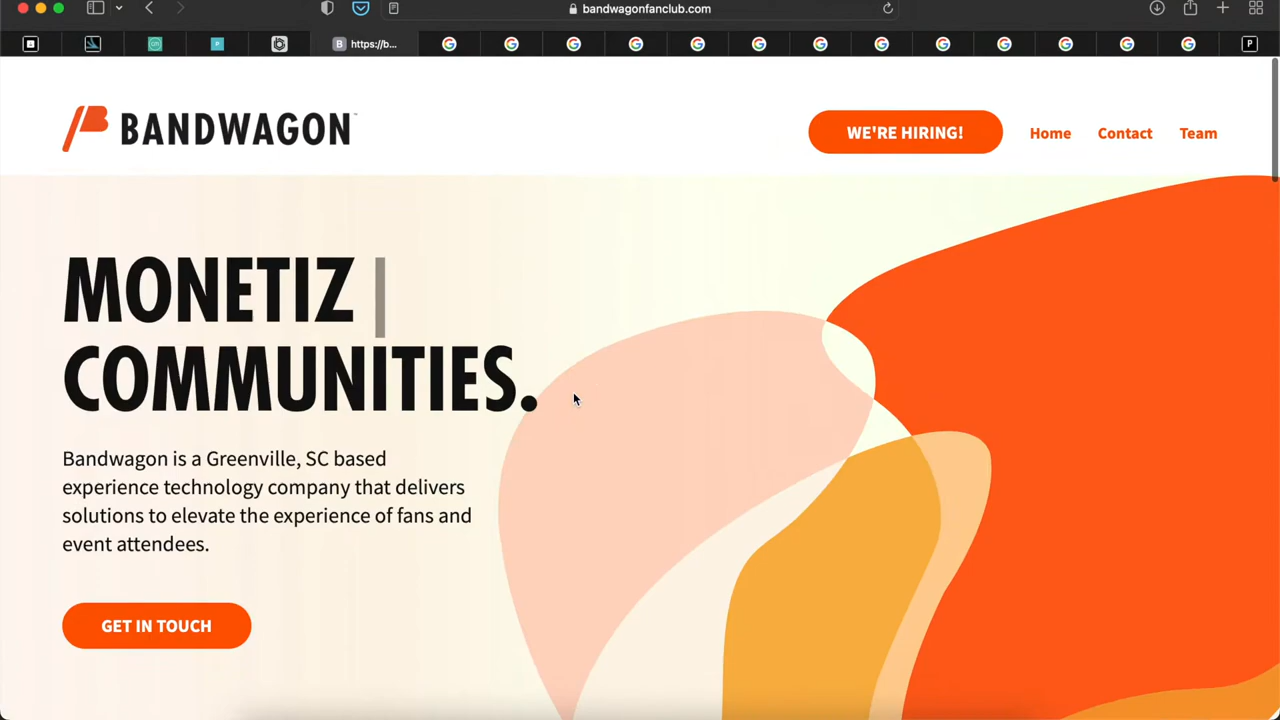 bandwagonfanclub.com
https://b...
BANDWAGON
WE'RE HIRING!
Home
Contact
Team
MONETIZ |
COMMUNITIES.
Bandwagon is a Greenville, SC based
experience technology company that delivers
solutions to elevate the experience of fans and
event attendees.
GET IN TOUCH